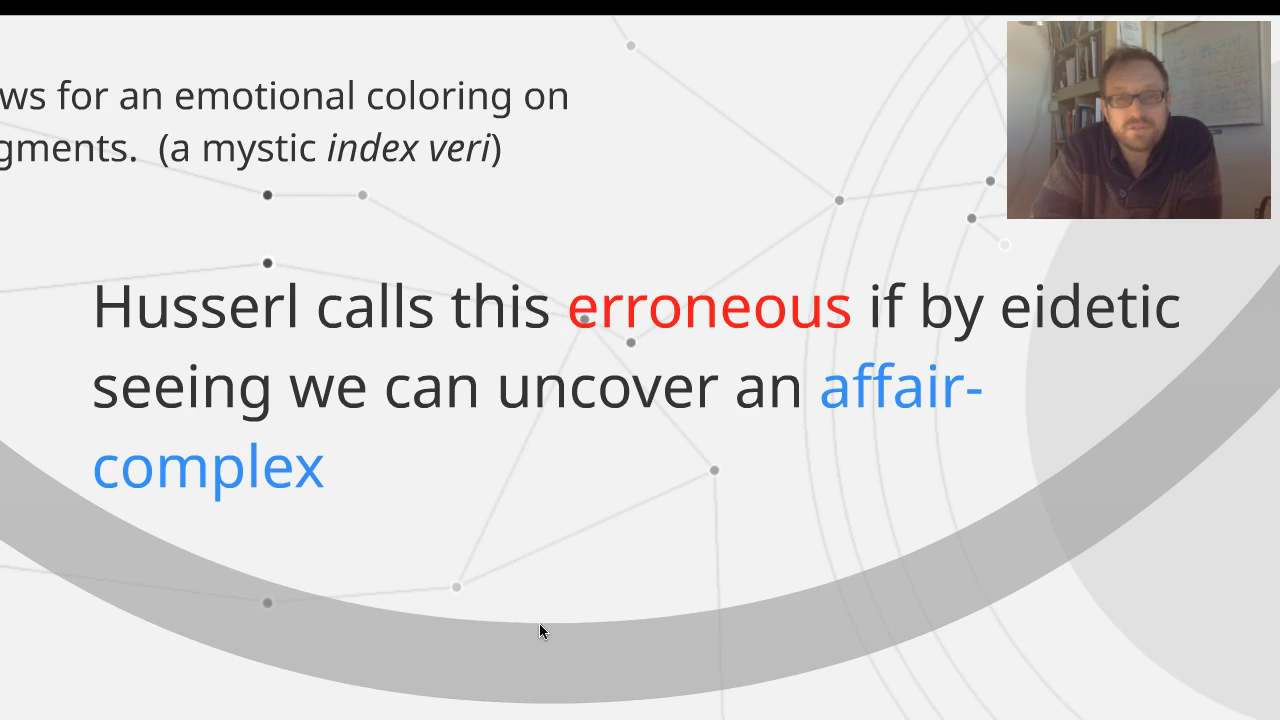 ws for an emotional coloring on
gments. (a mystic index veri)
Husserl calls this erroneous if by eidetic
seeing we can uncover an affair-
complex